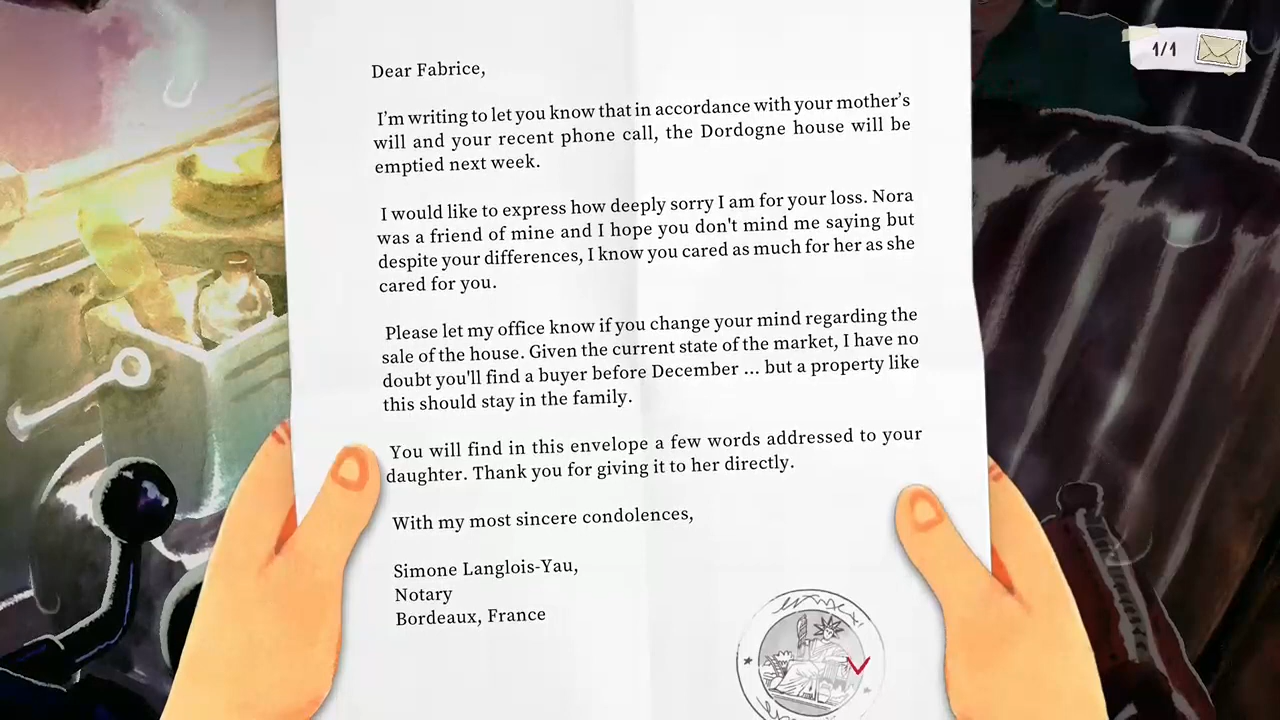 1/1
Dear Fabrice,
I'm writing to let you know that in accordance with your mother's
will and your recent phone call, the Dordogne house will be
emptied next week.
I would like to express how deeply sorry I am for your loss. Nora
was a friend of mine and I hope you don't mind me saying but
despite your differences, I know you cared as much for her as she
cared for you.
Please let my office know if you change your mind regarding the
sale of the house. Given the current state of the market, I have no
doubt you'll find a buyer before December ... but a property like
this should stay in the family.
You will find in this envelope a few words addressed to your
daughter. Thank you for giving it to her directly.
With my most sincere condolences,
Simone Langlois-Yau,
Notary
Bordeaux, France